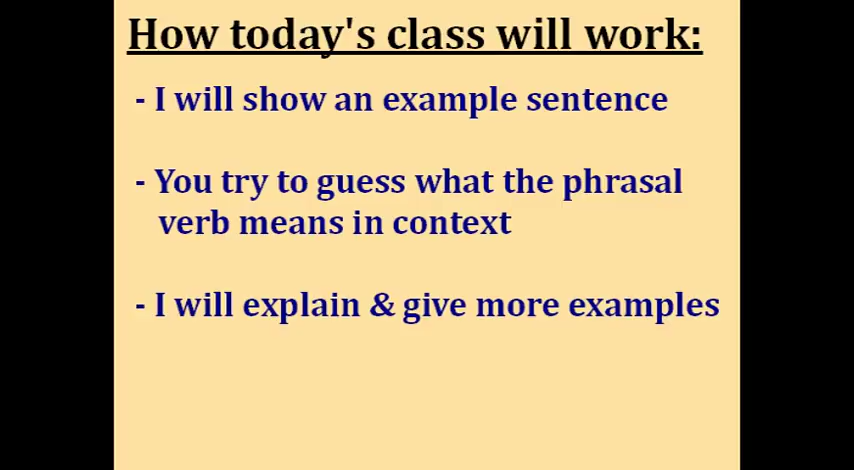 How today's class will work:
- I will show an example sentence
- You try to guess what the phrasal
verb means in context
- I will explain & give more examples